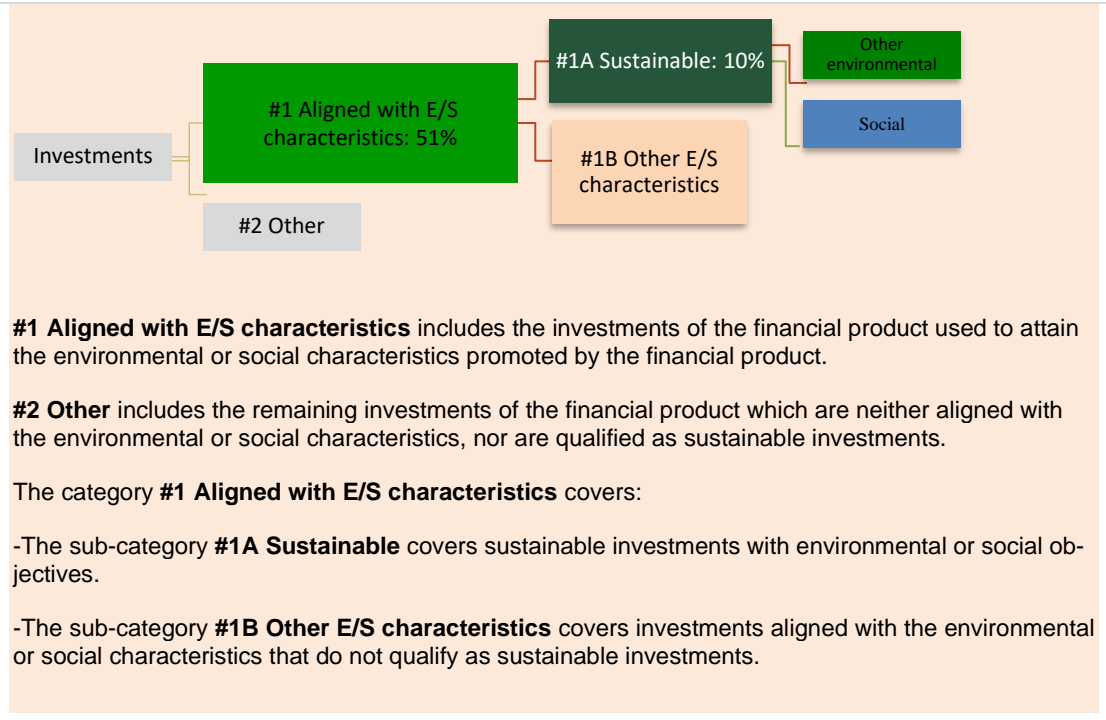 Investments
#1 Aligned with E/S
characteristics: 51%
#2 Other
#1A Sustainable: 10%
#1B Other E/S
characteristics
Other
environmental
Social
#1 Aligned with E/S characteristics includes the investments of the financial product used to attain
the environmental or social characteristics promoted by the financial product.
#2 Other includes the remaining investments of the financial product which are neither aligned with
the environmental or social characteristics, nor are qualified as sustainable investments.
The category #1 Aligned with E/S characteristics covers:
-The sub-category #1A Sustainable covers sustainable investments with environmental or social ob-
jectives.
-The sub-category #1B Other E/S characteristics covers investments aligned with the environmental
or social characteristics that do not qualify as sustainable investments.